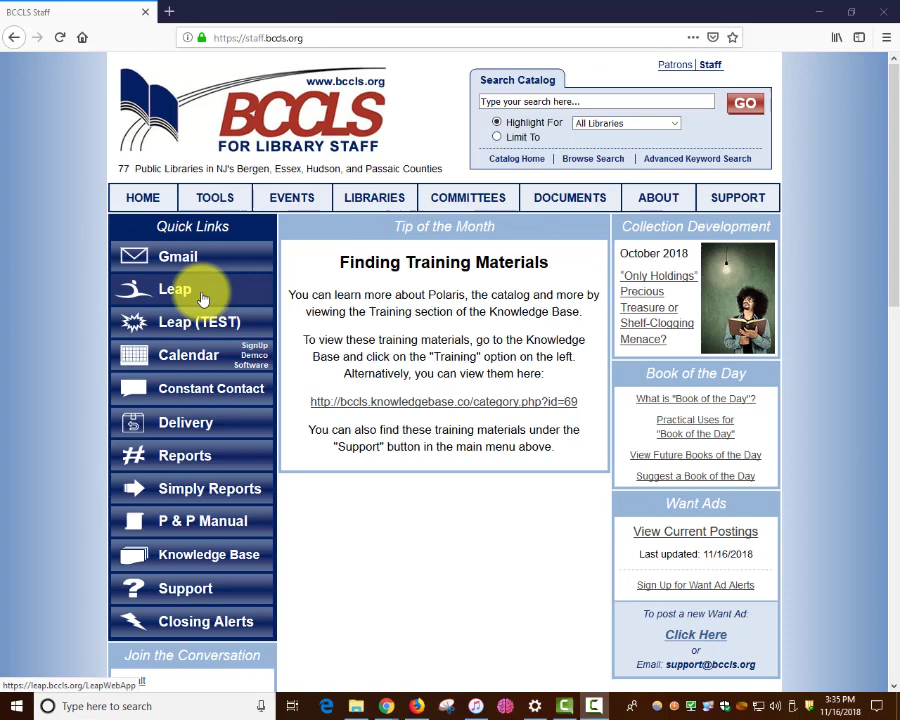 BCCLS Staff
https://staff.bccls.org
Patrons | Staff
www.bccls.org
BCCLS
FOR LIBRARY STAFF
77 Public Libraries in NJ's Bergen, Essex, Hudson, and Passaic Counties
Search Catalog
Type your search here...
GO
Highlight For
All Libraries
Limit To
Catalog Home | Browse Search | Advanced Keyword Search
HOME
TOOLS
EVENTS
LIBRARIES
COMMITTEES
DOCUMENTS
ABOUT
SUPPORT
Quick Links
Gmail
Leap
Leap (TEST)
Calendar
SignUp
Demco
Software
Constant Contact
Delivery
Reports
Simply Reports
P & P Manual
Knowledge Base
Support
Closing Alerts
Join the Conversation
Tip of the Month
Finding Training Materials
You can learn more about Polaris, the catalog and more by
viewing the Training section of the Knowledge Base.
To view these training materials, go to the Knowledge
Base and click on the "Training" option on the left.
Alternatively, you can view them here:
http://bccls.knowledgebase.co/category.php?id=69
You can also find these training materials under the
"Support" button in the main menu above.
Collection Development
October 2018
"Only Holdings"
Precious
Treasure or
Shelf-Clogging
Menace?
Book of the Day
What is "Book of the Day"?
Practical Uses for
"Book of the Day"
View Future Books of the Day
Suggest a Book of the Day
Want Ads
View Current Postings
Last updated: 11/16/2018
Sign Up for Want Ad Alerts
To post a new Want Ad:
Click Here
or
Email: support@bccls.org
https://leap.bccls.org/LeapWebApp
Type here to search
3:35 PM
11/16/2018